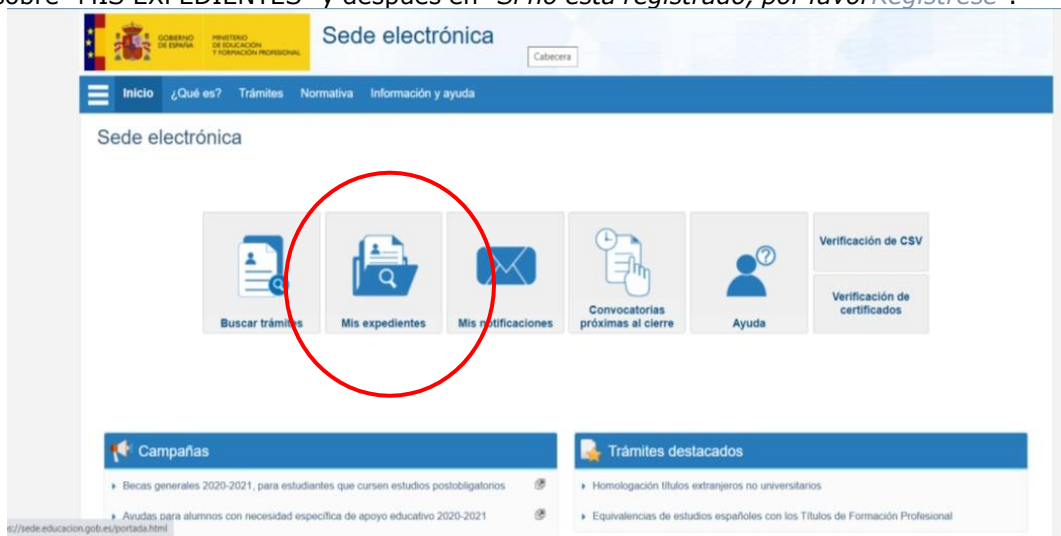 sobre "MIS EXPEDIENTES" y después en "Si no está registrado, por favor Regístrese".
GOBIERNO DE ESPAÑA
MINISTERIO DE EDUCACIÓN Y FORMACIÓN PROFESIONAL
Sede electrónica
Cabecera
Inicio ¿Qué es? Trámites Normativa Información y ayuda
Sede electrónica
Buscar trámites
Mis expedientes
Mis notificaciones
Convocatorias
próximas al cierre
Ayuda
Verificación de CSV
Verificación de
certificados
Campañas
Becas generales 2020-2021, para estudiantes que cursen estudios postobligatorios
Ayudas para alumnos con necesidad específica de apoyo educativo 2020-2021
Trámites destacados
Homologación títulos extranjeros no universitarios
Equivalencias de estudios españoles con los Títulos de Formación Profesional
es://sede.educacion.gob.es/portada.html